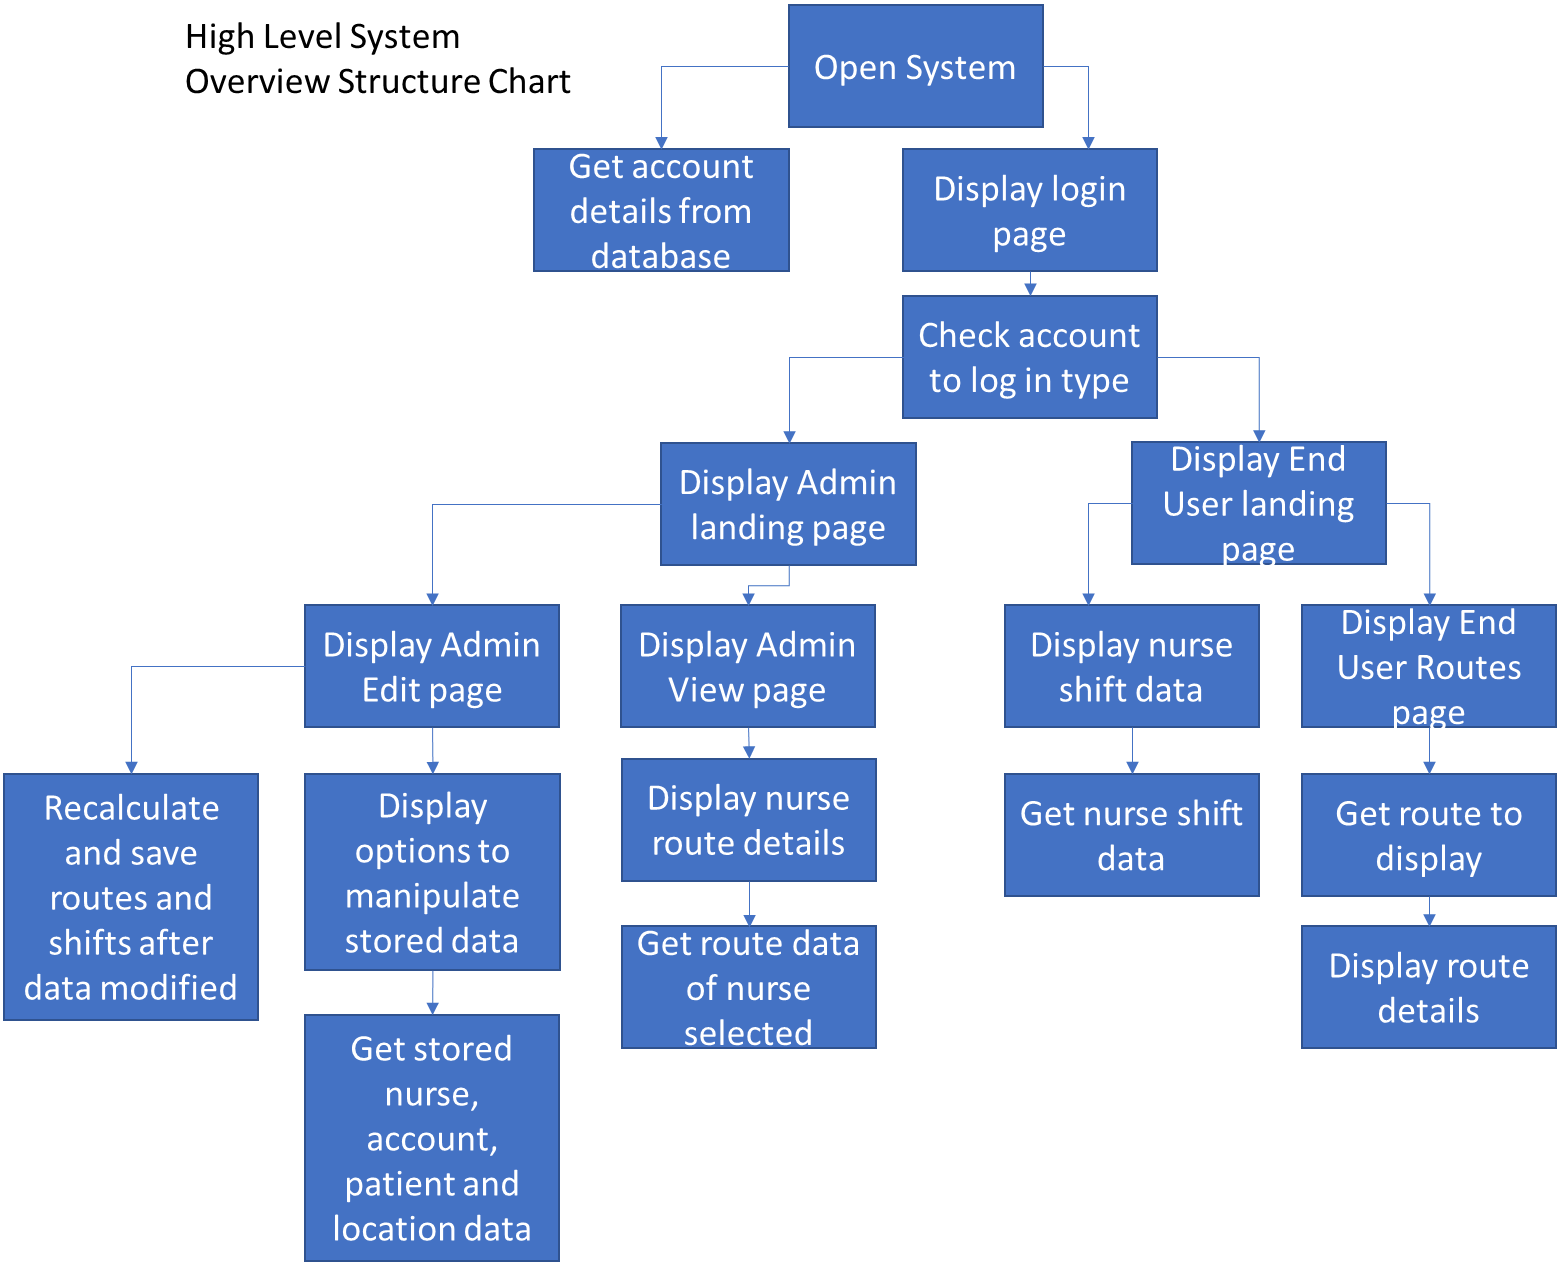 High Level System
Overview Structure Chart
Open System
Get account
details from
database
Display login
page
Check account
to log in type
Display Admin
landing page
Display End
User landing
page
Display Admin
Edit page
Display Admin
View page
Display nurse
shift data
Display End
User Routes
page
Recalculate
and save
routes and
shifts after
data modified
Display
options to
manipulate
stored data
Display nurse
route details
Get nurse shift
data
Get route to
display
Get route data
of nurse
selected
Display route
details
Get stored
nurse,
account,
patient and
location data